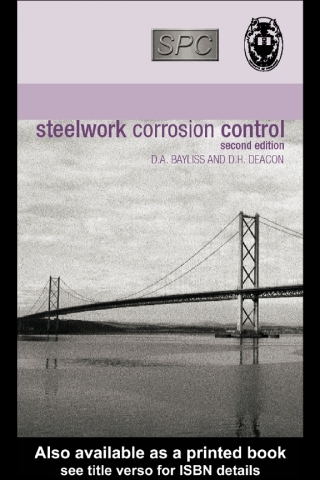 SPC
steelwork corrosion control
second edition
D.A. BAYLISS AND D.H. DEACON
Also available as a printed book
see title verso for ISBN details